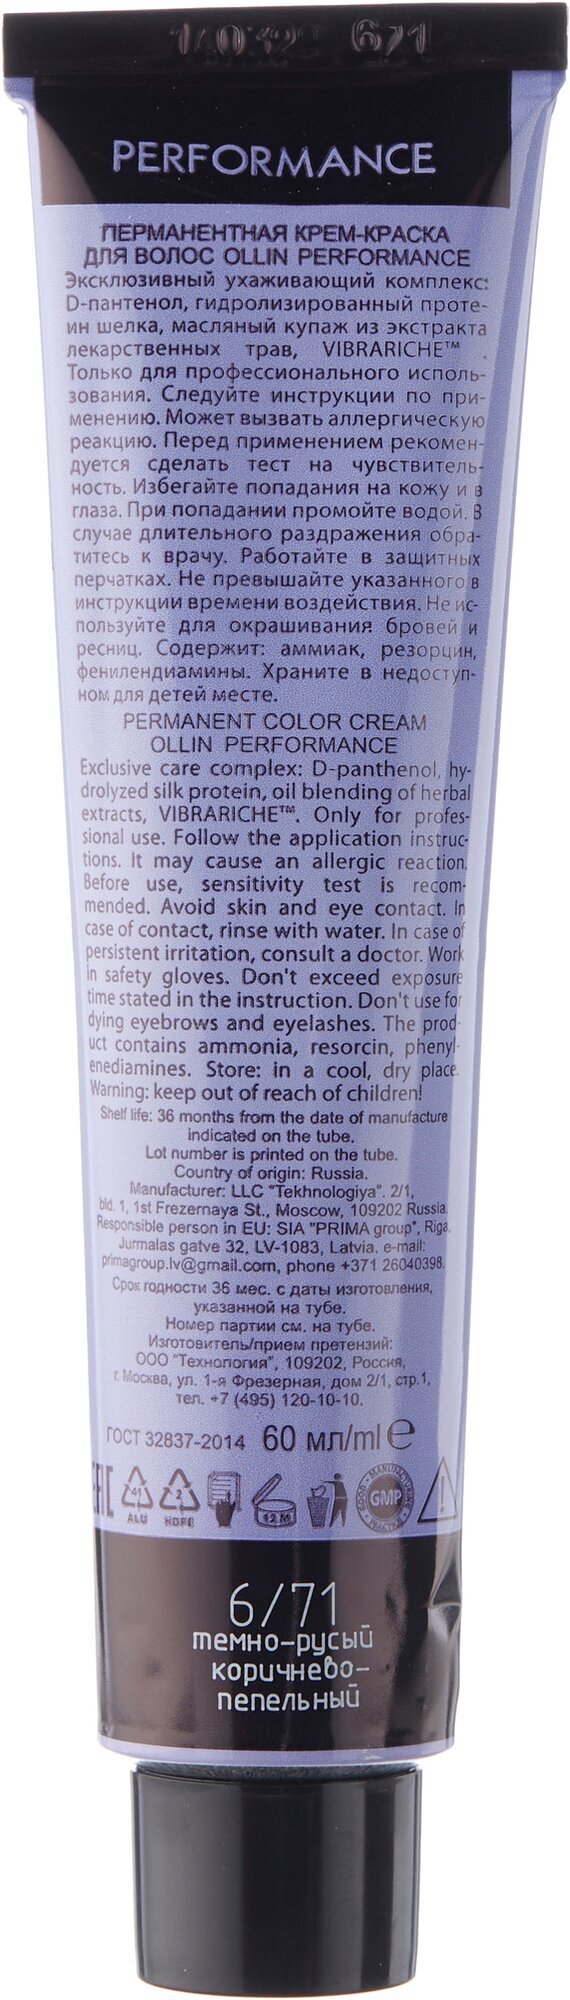 140322 671
PERFORMANCE
ПЕРМАНЕНТНАЯ КРЕМ-КРАСКА
ДЛЯ ВОЛОС OLLIN PERFORMANCE
Эксклюзивный ухаживающий комплекс:
D-пантенол, гидролизированный проте-
ин шелка, масляный купаж из экстракта
лекарственных трав, VIBRARICHE™ .
Только для профессионального исполь-
зования. Следуйте инструкции по при-
менению. Может вызвать аллергическую
реакцию. Перед применением рекомен-
дуется сделать тест на чувствитель-
ность. Избегайте попадания на кожу и в
глаза. При попадании промойте водой. В
случае длительного раздражения обра-
титесь к врачу. Работайте в защитных
перчатках. Не превышайте указанного в
инструкции времени воздействия. Не ис-
пользуйте для окрашивания бровей и
ресниц. Содержит: аммиак, резорцин,
фенилендиамины. Храните в недоступ-
ном для детей месте.
PERMANENT COLOR CREAM
OLLIN PERFORMANCE
Exclusive care complex: D-panthenol, hy-
drolyzed silk protein, oil blending of herbal
extracts, VIBRARICHE™. Only for profes-
sional use. Follow the application instruc-
tions. It may cause an allergic reaction.
Before use, sensitivity test is recom-
mended. Avoid skin and eye contact. In
case of contact, rinse with water. In case of
persistent irritation, consult a doctor. Work
in safety gloves. Don't exceed exposure
time stated in the instruction. Don't use for
dying eyebrows and eyelashes. The prod-
uct contains ammonia, resorcin, phenyl-
enediamines. Store: in a cool, dry place.
Warning: keep out of reach of children!
Shelf life: 36 months from the date of manufacture
indicated on the tube.
Lot number is printed on the tube.
Country of origin: Russia.
Manufacturer: LLC "Tekhnologiya". 2/1,
bld. 1, 1st Frezernaya St., Moscow, 109202 Russia.
Responsible person in EU: SIA "PRIMA group", Riga,
Jurmalas gatve 32, LV-1083, Latvia. e-mail:
primagroup.lv@gmail.com, phone +371 26040398.
Срок годности 36 мес. с даты изготовления,
указанной на тубе.
Номер партии см. на тубе.
Изготовитель/прием претензий:
ООО "Технология", 109202, Россия,
г. Москва, ул. 1-я Фрезерная, дом 2/1, стр.1,
тел. +7 (495) 120-10-10.
ГОСТ 32837-2014 60 мл/ml e
EAC 41 ALU 2 HDPE 12 M GOOD MANUFACTURING PRACTICE GMP !
6/71
темно-русый
коричнево-
пепельный